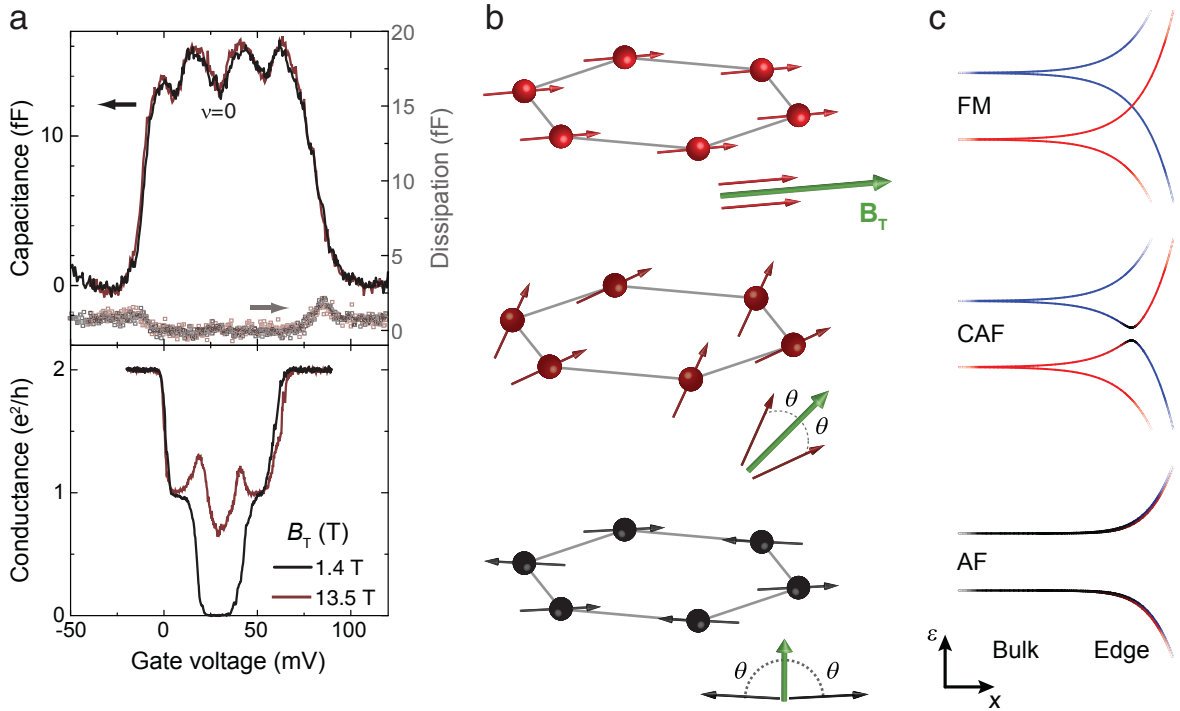 a
Capacitance (fF)
10
0
ν=0
20
15
10
5
0
Dissipation (fF)
Conductance (e²/h)
2
1
0
B_T (T)
1.4 T
13.5 T
-50
0
50
100
Gate voltage (mV)
b
B_T
θ
θ
θ
θ
c
FM
CAF
AF
ε
x
Bulk
Edge